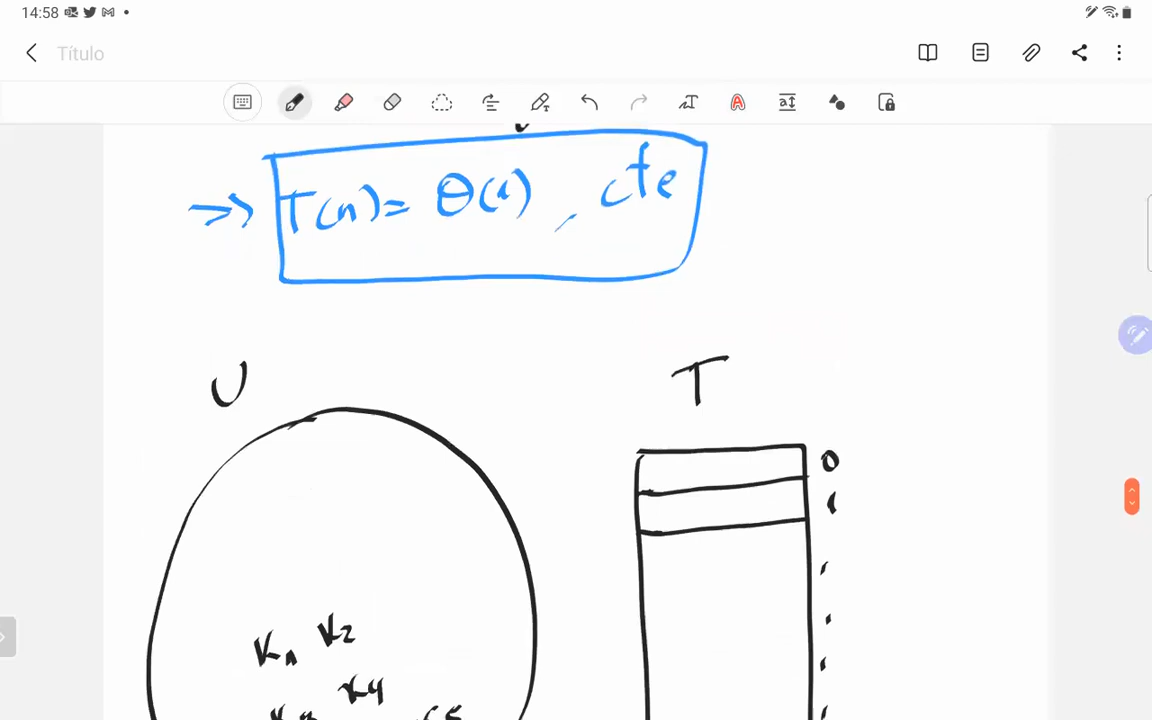 14:58
Título
T(n) = Θ(1), cte
U T
0
1
K1 K2
K4